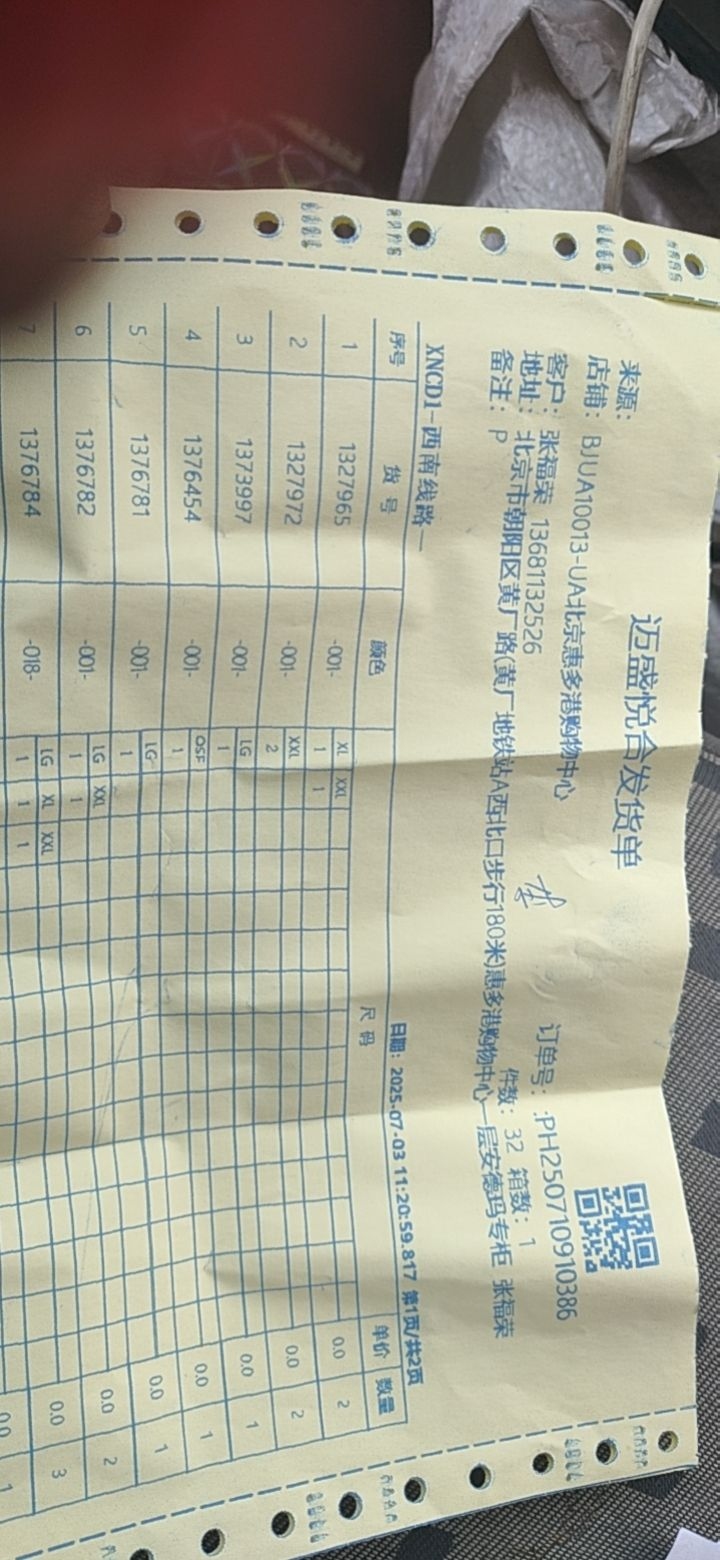 迈盛悦合发货单
来源：
店铺： BJUA10013-UA北京惠多港购物中心
订单号： :PH250710910386
客户： 张福荣 13681132526
件数： 32 箱数： 1
地址： 北京市朝阳区黄厂路(黄厂地铁站A西北口步行180米)惠多港购物中心一层安德玛专柜 张福荣
备注： P
XNCD1-西南线路一
日期： 2025-07-03 11:20:59.817 第1页/共2页
序号 货号 颜色 尺码 单价 数量
XL XXL
1 1327965 -001- 1 1 0.0 2
XXL
2 1327972 -001- 2 0.0 2
LG
3 1373997 -001- 1 0.0 1
OSF
4 1376454 -001- 1 0.0 1
LG
5 1376781 -001- 1 0.0 1
LG XXL
6 1376782 -001- 1 1 0.0 2
LG XL XXL
7 1376784 -018- 1 1 1 0.0 3
0.0 1